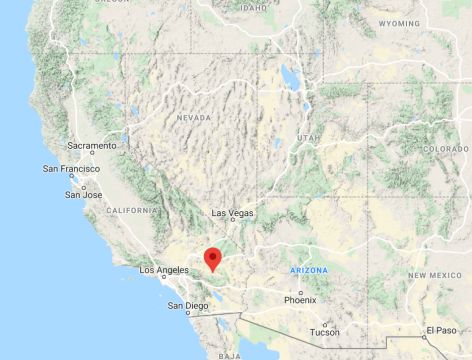 OREGON
IDAHO
WYOMING
NEVADA
Sacramento
UTAH
COLORADO
San Francisco
San Jose
CALIFORNIA
Las Vegas
Los Angeles
ARIZONA
NEW MEXICO
Phoenix
San Diego
Tucson
El Paso
BAJA